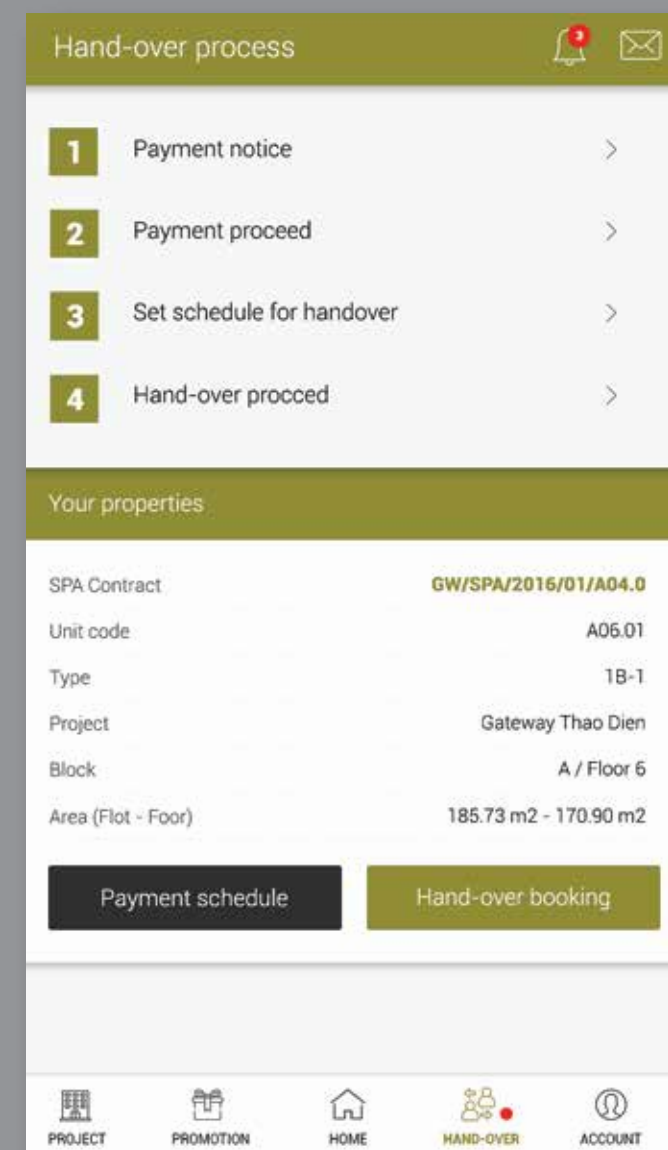 Hand-over process
3
1 Payment notice
2 Payment proceed
3 Set schedule for handover
4 Hand-over procced
Your properties
SPA Contract GW/SPA/2016/01/A04.0
Unit code A06.01
Type 1B-1
Project Gateway Thao Dien
Block A / Floor 6
Area (Flot - Foor) 185.73 m2 - 170.90 m2
Payment schedule Hand-over booking
PROJECT PROMOTION HOME HAND-OVER ACCOUNT